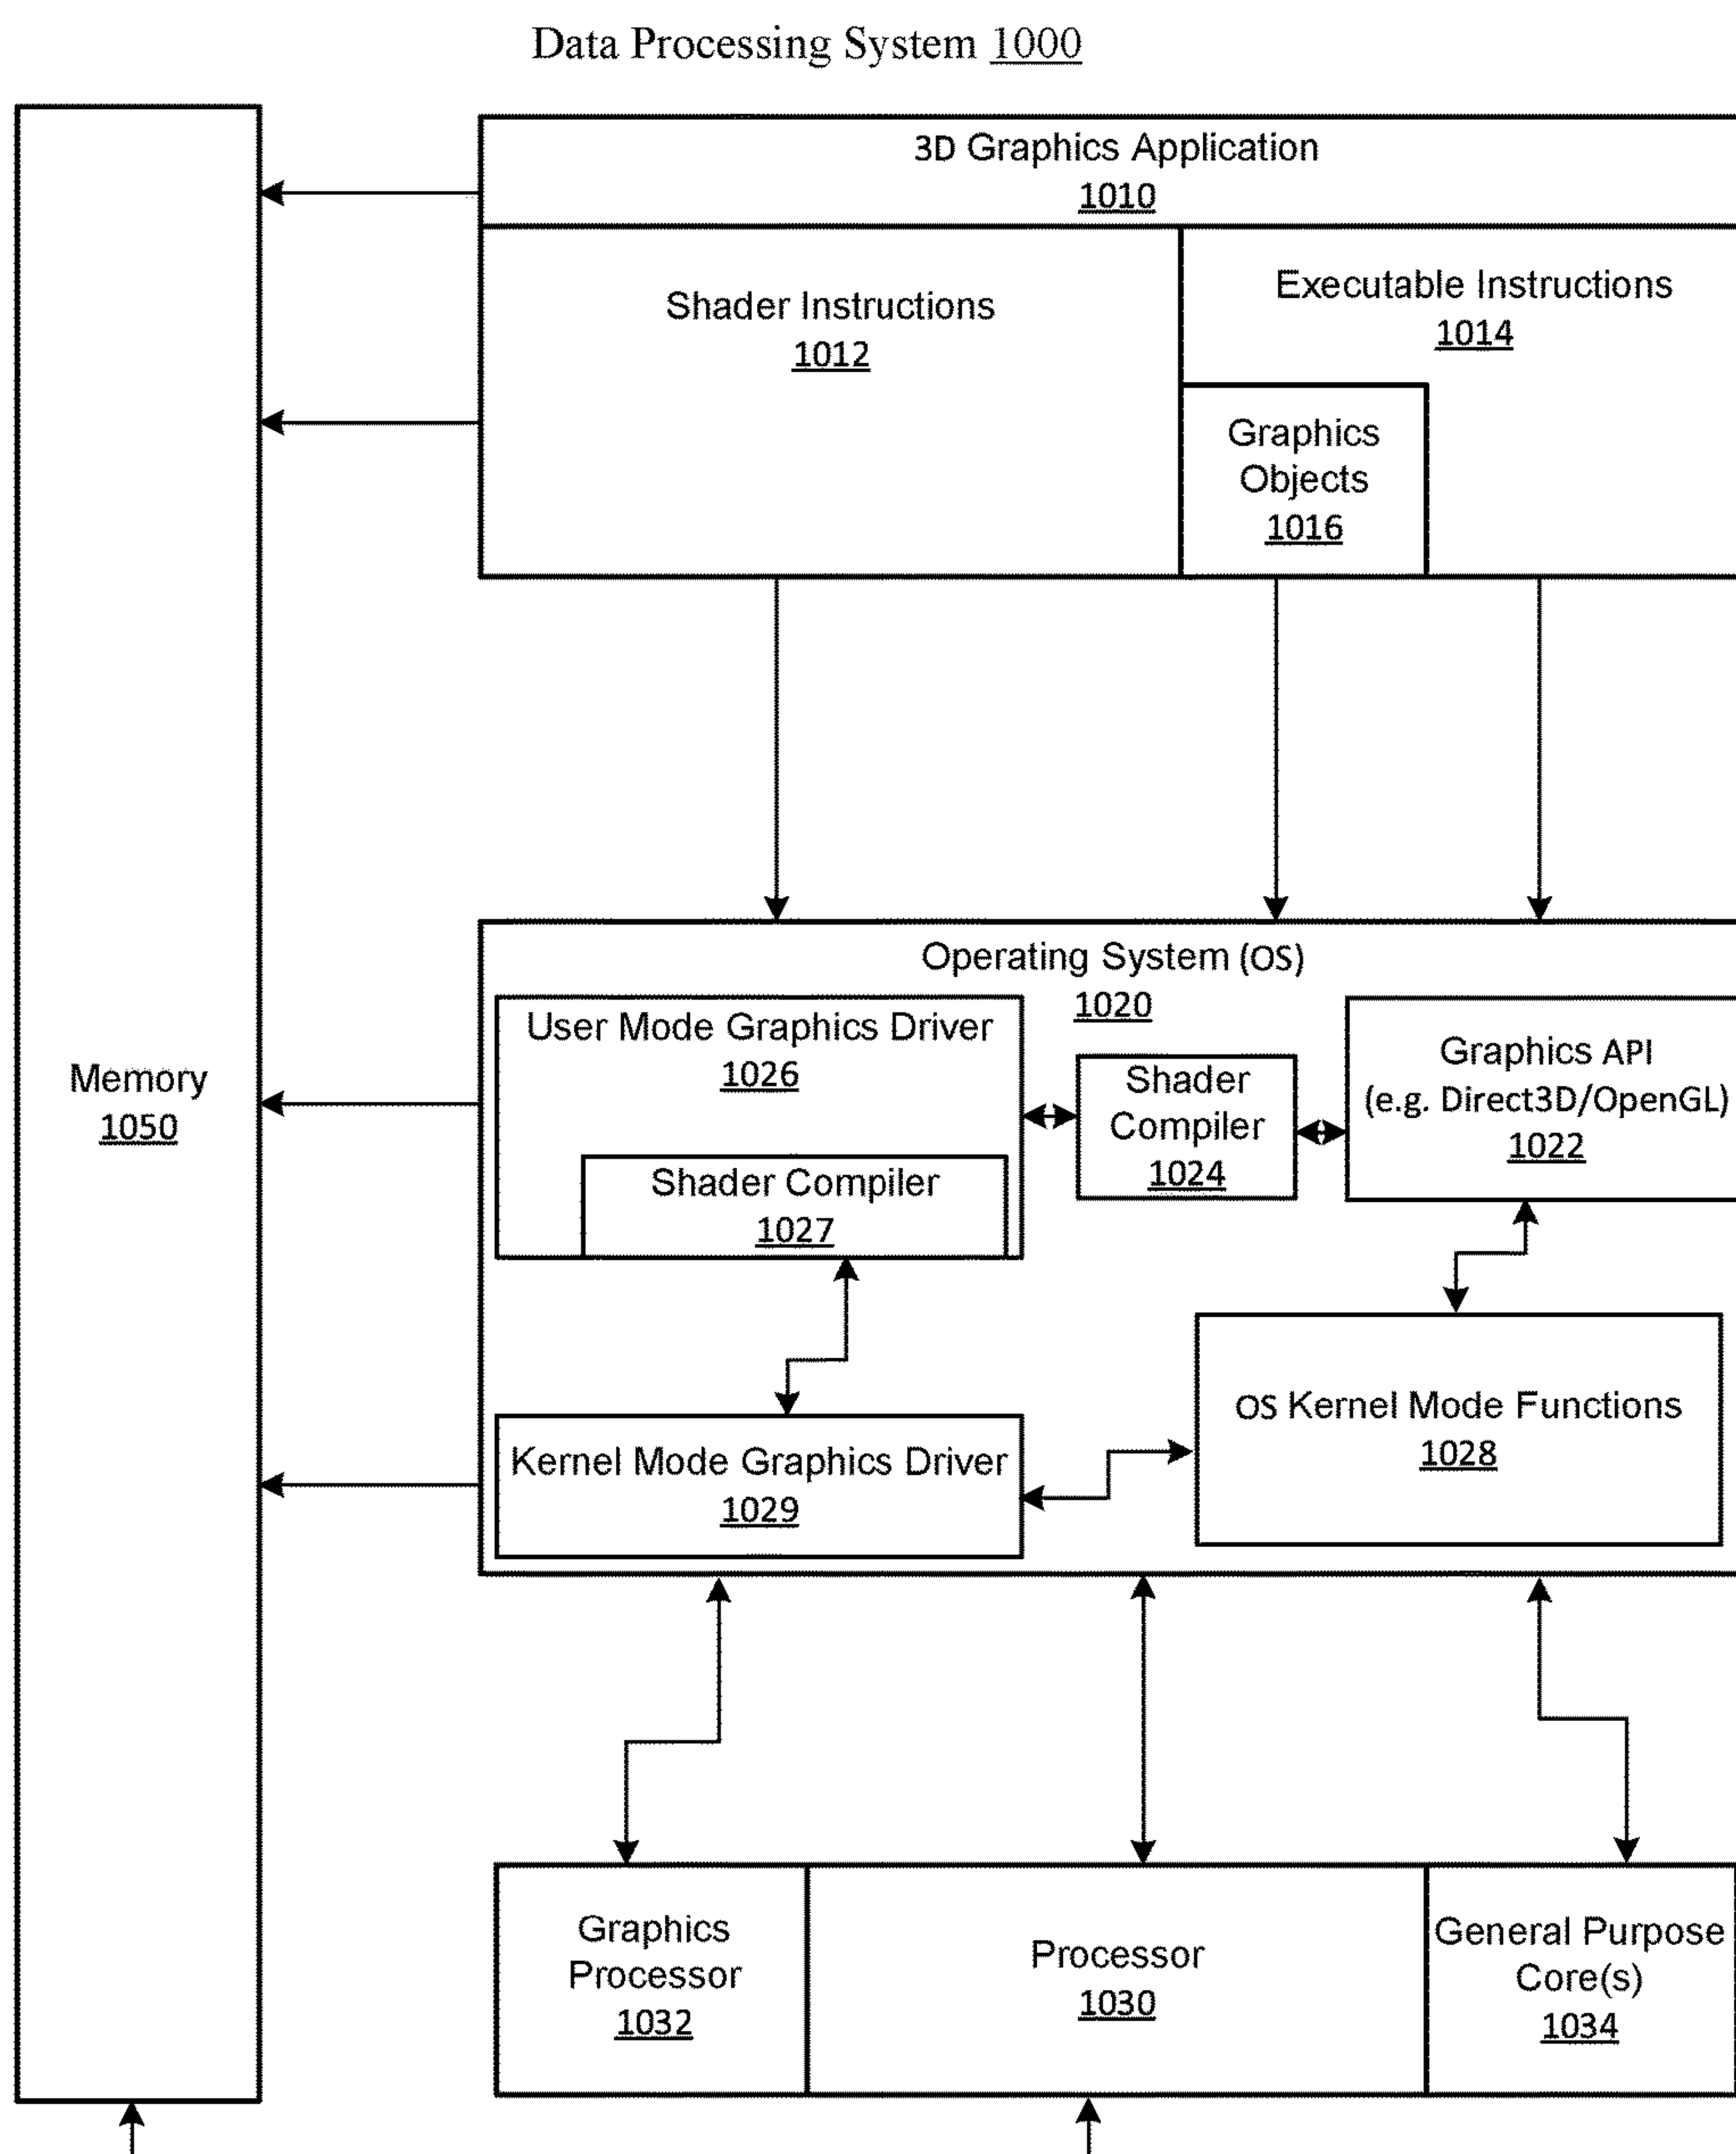 Data Processing System 1000
3D Graphics Application
1010
Shader Instructions
1012
Executable Instructions
1014
Graphics
Objects
1016
Memory
1050
Operating System (OS)
1020
User Mode Graphics Driver
1026
Shader Compiler
1027
Shader
Compiler
1024
Graphics API
(e.g. Direct3D/OpenGL)
1022
Kernel Mode Graphics Driver
1029
OS Kernel Mode Functions
1028
Graphics
Processor
1032
Processor
1030
General Purpose
Core(s)
1034